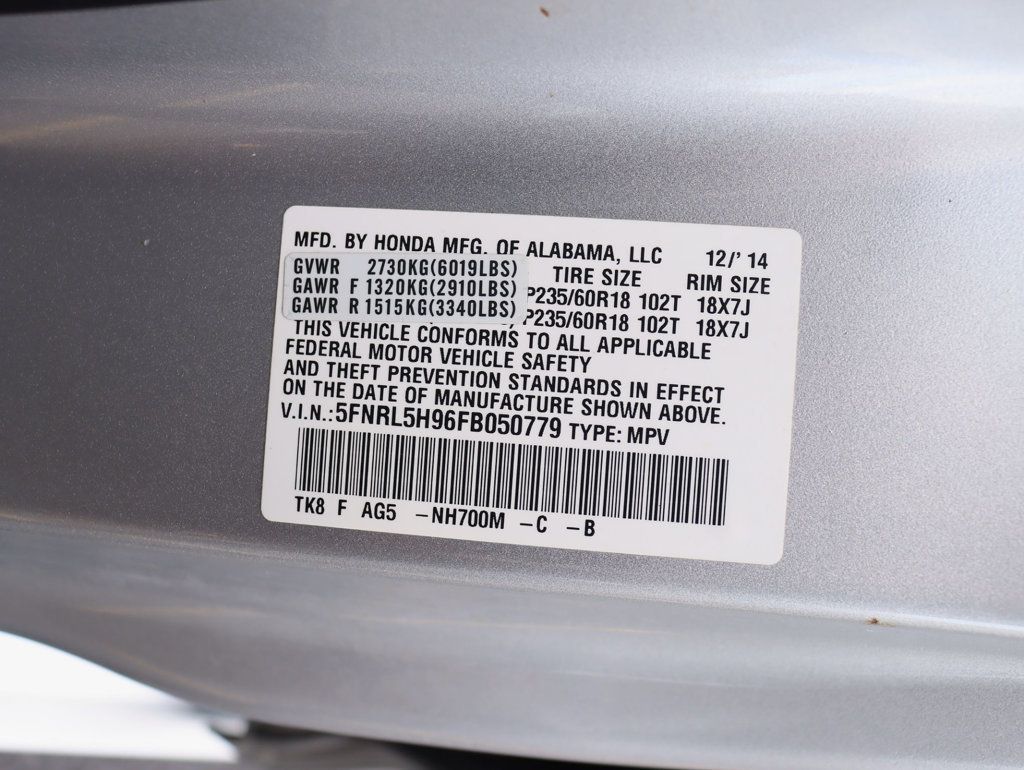 MFD. BY HONDA MFG. OF ALABAMA, LLC 12/'14
GVWR 2730KG(6019LBS) TIRE SIZE RIM SIZE
GAWR F 1320KG(2910LBS) P235/60R18 102T 18X7J
GAWR R 1515KG(3340LBS) P235/60R18 102T 18X7J
THIS VEHICLE CONFORMS TO ALL APPLICABLE
FEDERAL MOTOR VEHICLE SAFETY
AND THEFT PREVENTION STANDARDS IN EFFECT
ON THE DATE OF MANUFACTURE SHOWN ABOVE.
V.I.N.:5FNRL5H96FB050779 TYPE: MPV
TK8 F AG5 -NH700M -C -B